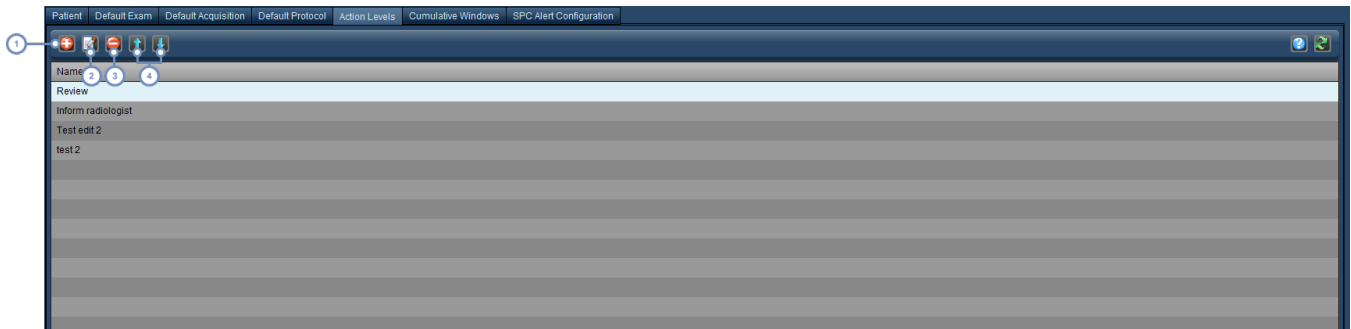 Patient Default Exam Default Acquisition Default Protocol Action Levels Cumulative Windows SPC Alert Configuration
1
Name
2 3 4
Review
Inform radiologist
Test edit 2
test 2